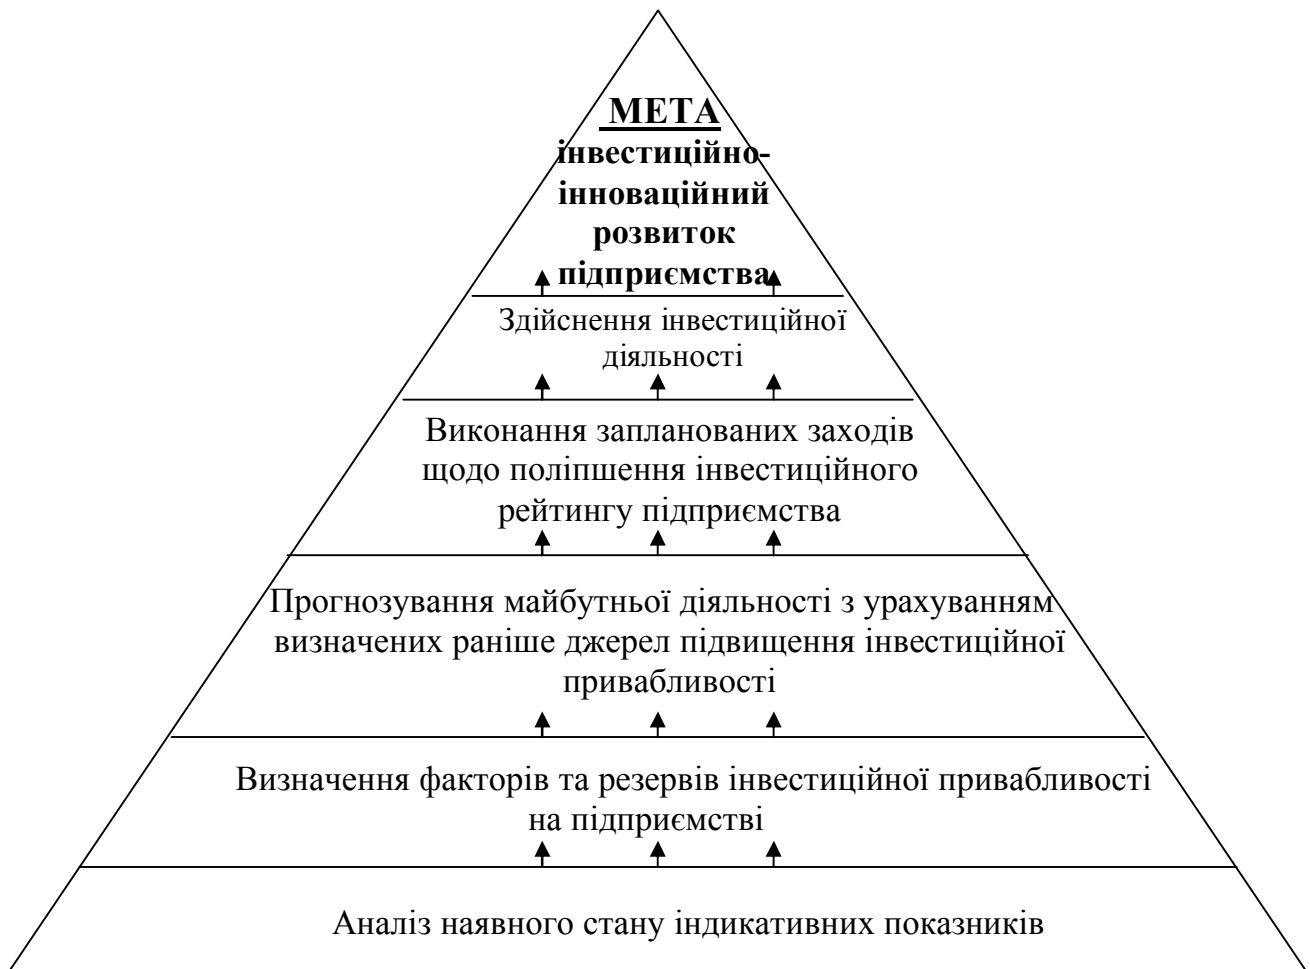 МЕТА
інвестиційно-
інноваційний
розвиток
підприємства
Здійснення інвестиційної
діяльності
Виконання запланованих заходів
щодо поліпшення інвестиційного
рейтингу підприємства
Прогнозування майбутньої діяльності з урахуванням
визначених раніше джерел підвищення інвестиційної
привабливості
Визначення факторів та резервів інвестиційної привабливості
на підприємстві
Аналіз наявного стану індикативних показників